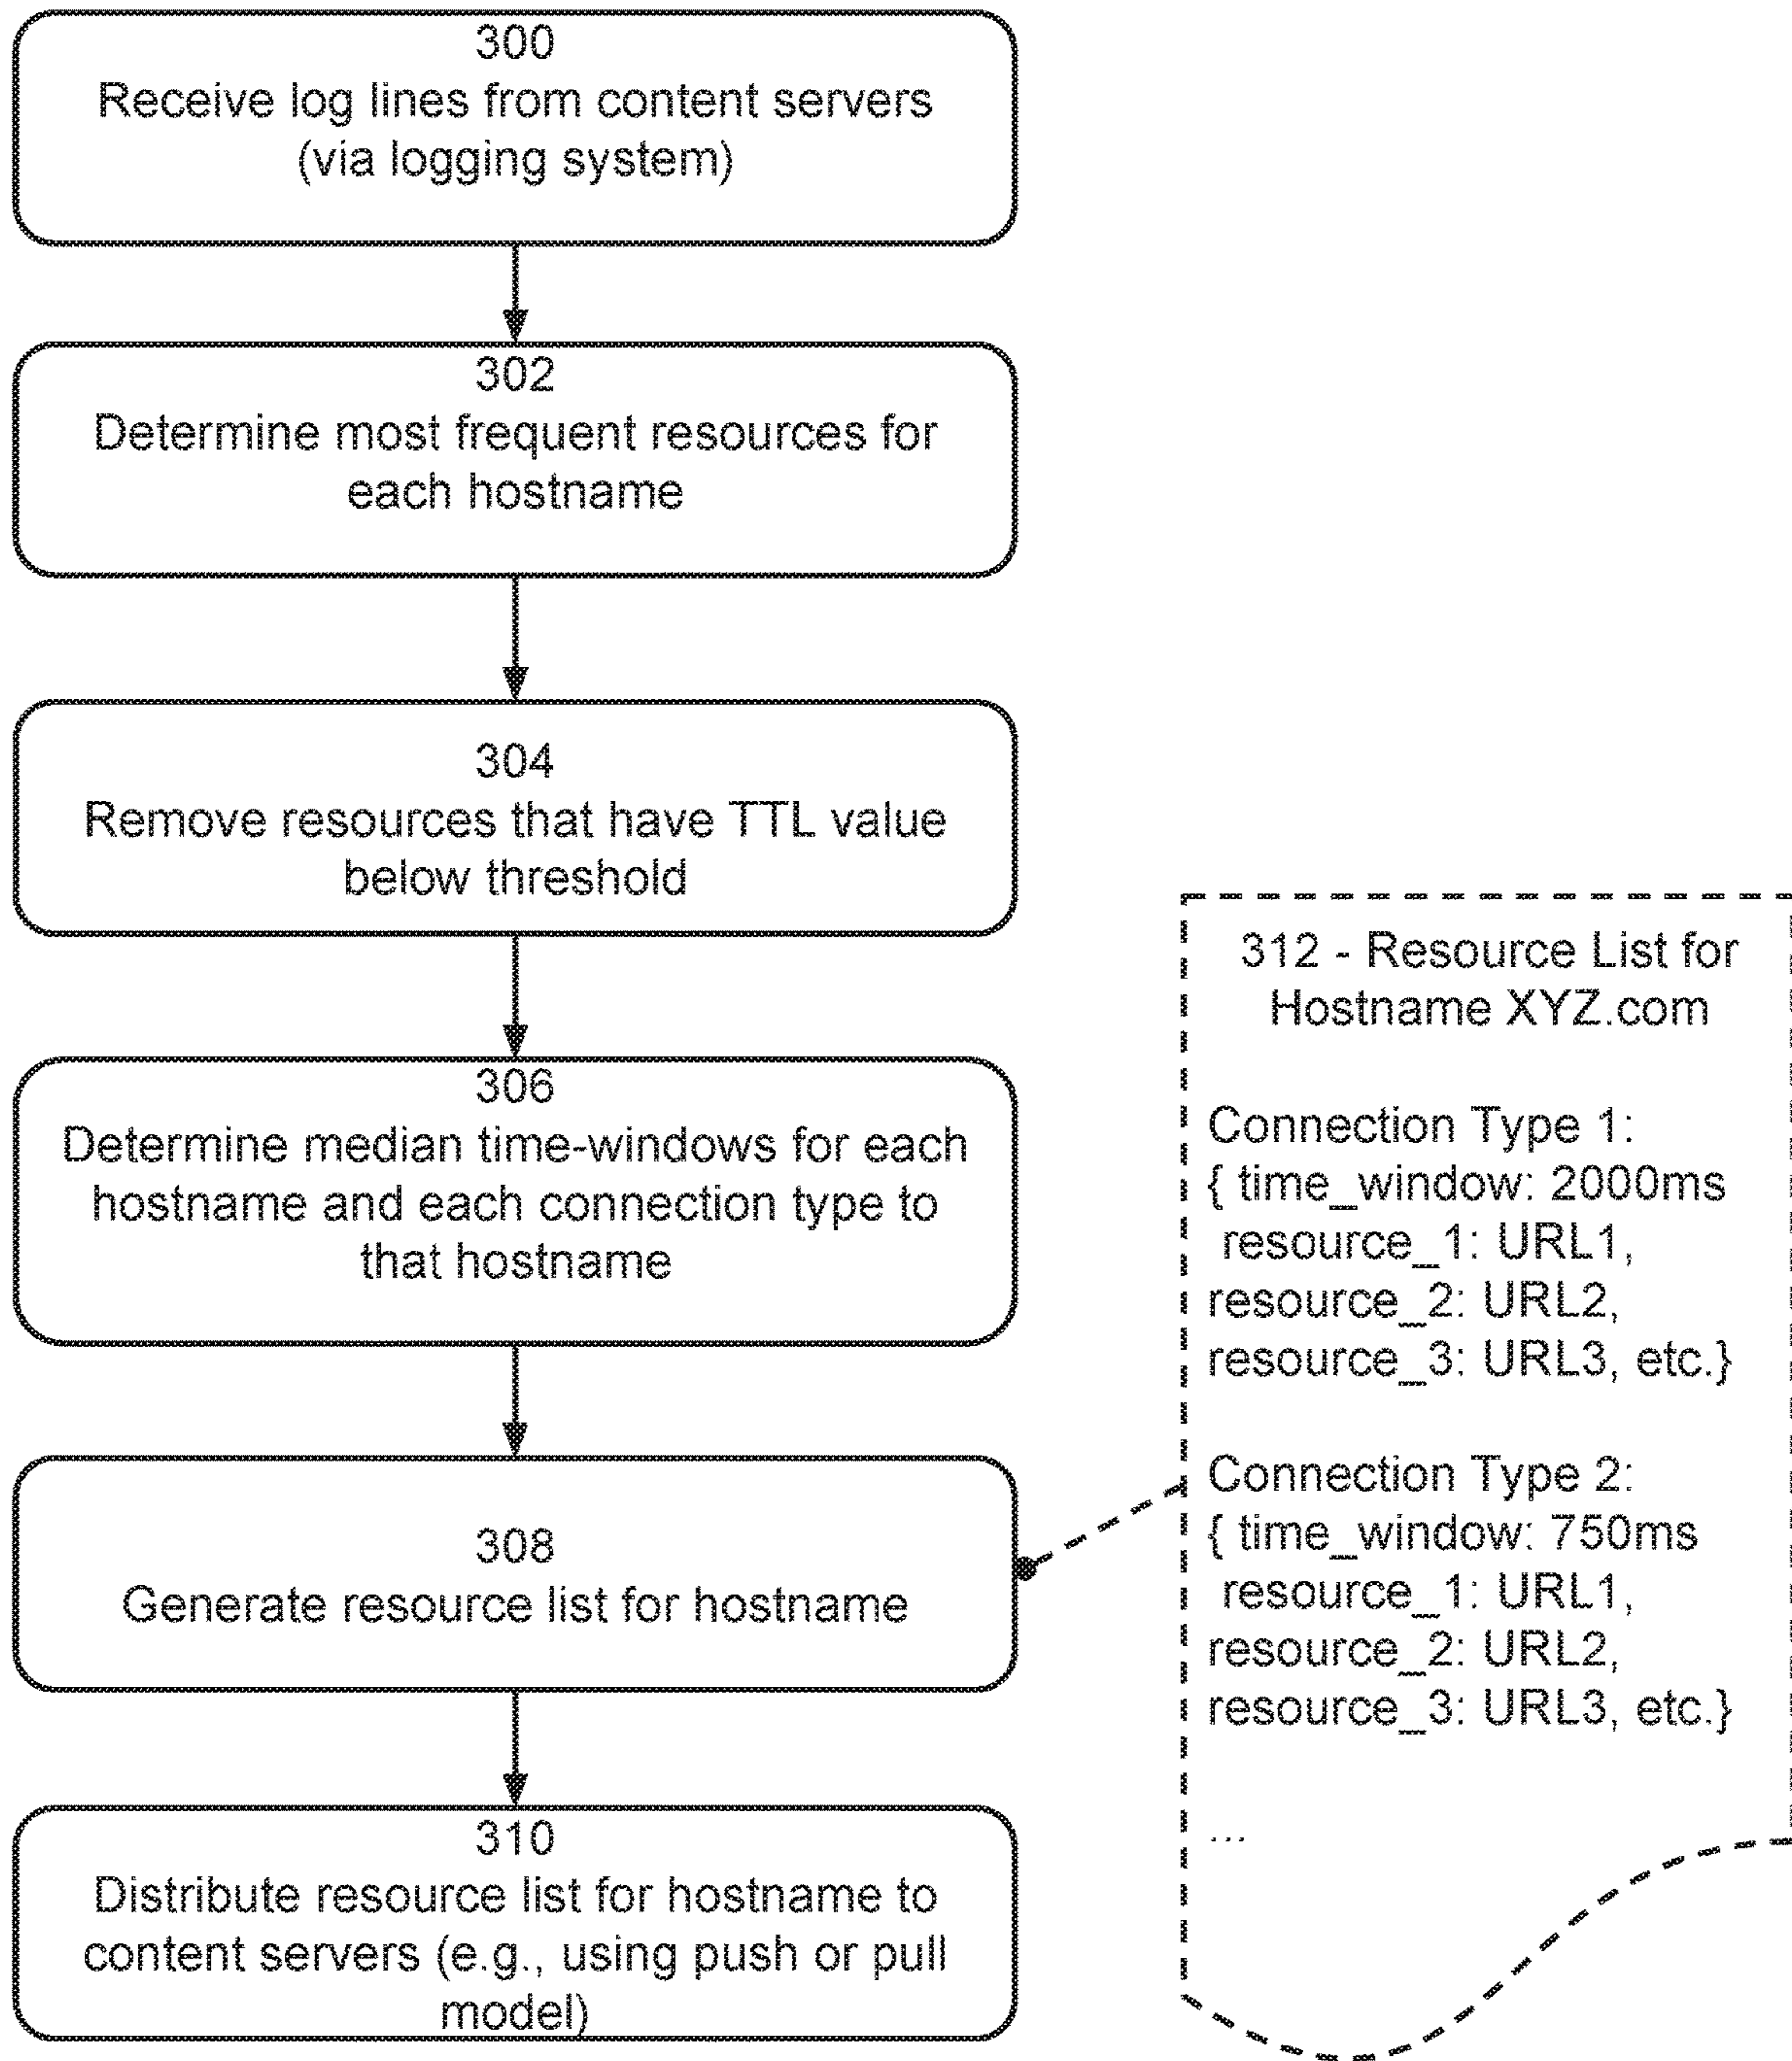 300
Receive log lines from content servers
(via logging system)
302
Determine most frequent resources for
each hostname
304
Remove resources that have TTL value
below threshold
306
Determine median time-windows for each
hostname and each connection type to
that hostname
308
Generate resource list for hostname
310
Distribute resource list for hostname to
content servers (e.g., using push or pull
model)
312 - Resource List for
Hostname XYZ.com
Connection Type 1:
{ time_window: 2000ms
resource_1: URL1,
resource_2: URL2,
resource_3: URL3, etc.}
Connection Type 2:
{ time_window: 750ms
resource_1: URL1,
resource_2: URL2,
resource_3: URL3, etc.}
...